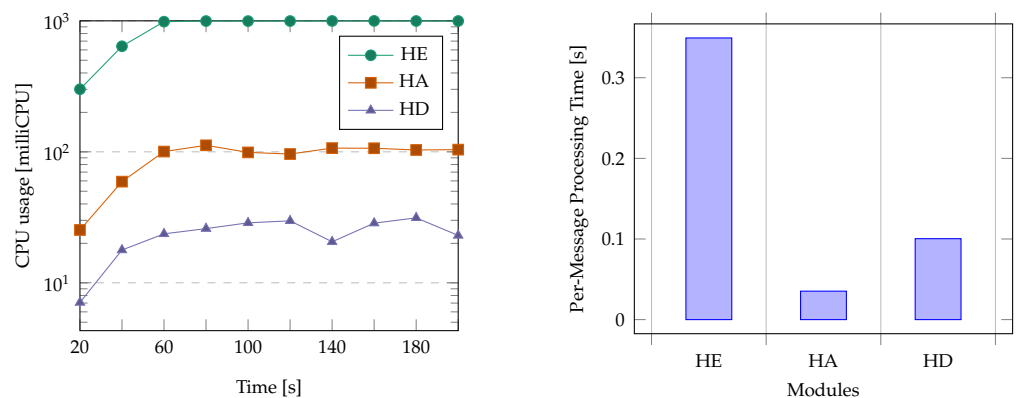 10³
10²
10¹
CPU usage [milliCPU]
HE
HA
HD
20
60
100
140
180
Time [s]
0.3
0.2
0.1
0
Per-Message Processing Time [s]
HE
HA
HD
Modules